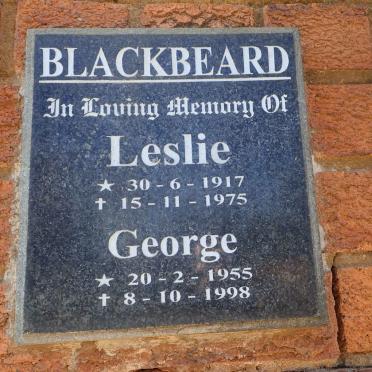 BLACKBEARD
In Loving Memory Of
Leslie
★ 30 - 6 - 1917
✝ 15 - 11 - 1975
George
★ 20 - 2 - 1955
✝ 8 - 10 - 1998